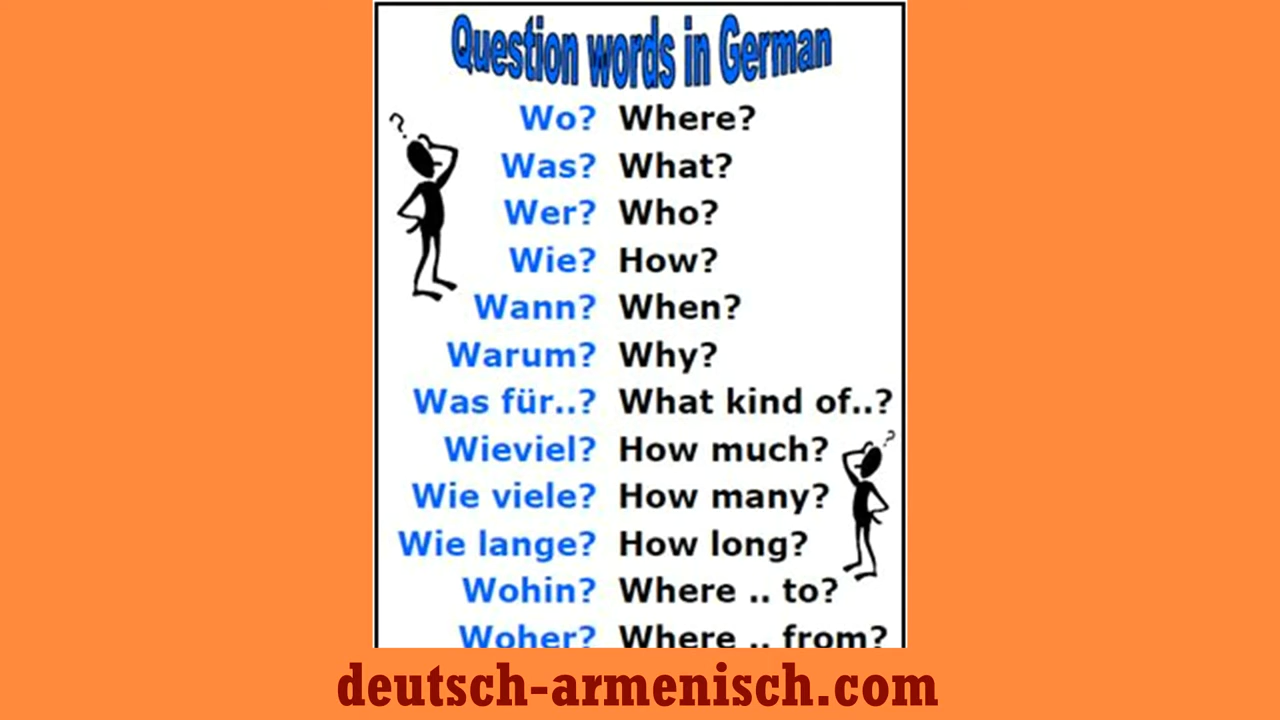 Question words in German
Wo? Where?
Was? What?
Wer? Who?
Wie? How?
Wann? When?
Warum? Why?
Was für..? What kind of..?
Wieviel? How much?
Wie viele? How many?
Wie lange? How long?
Wohin? Where .. to?
Woher? Where .. from?
?
?
deutsch-armenisch.com